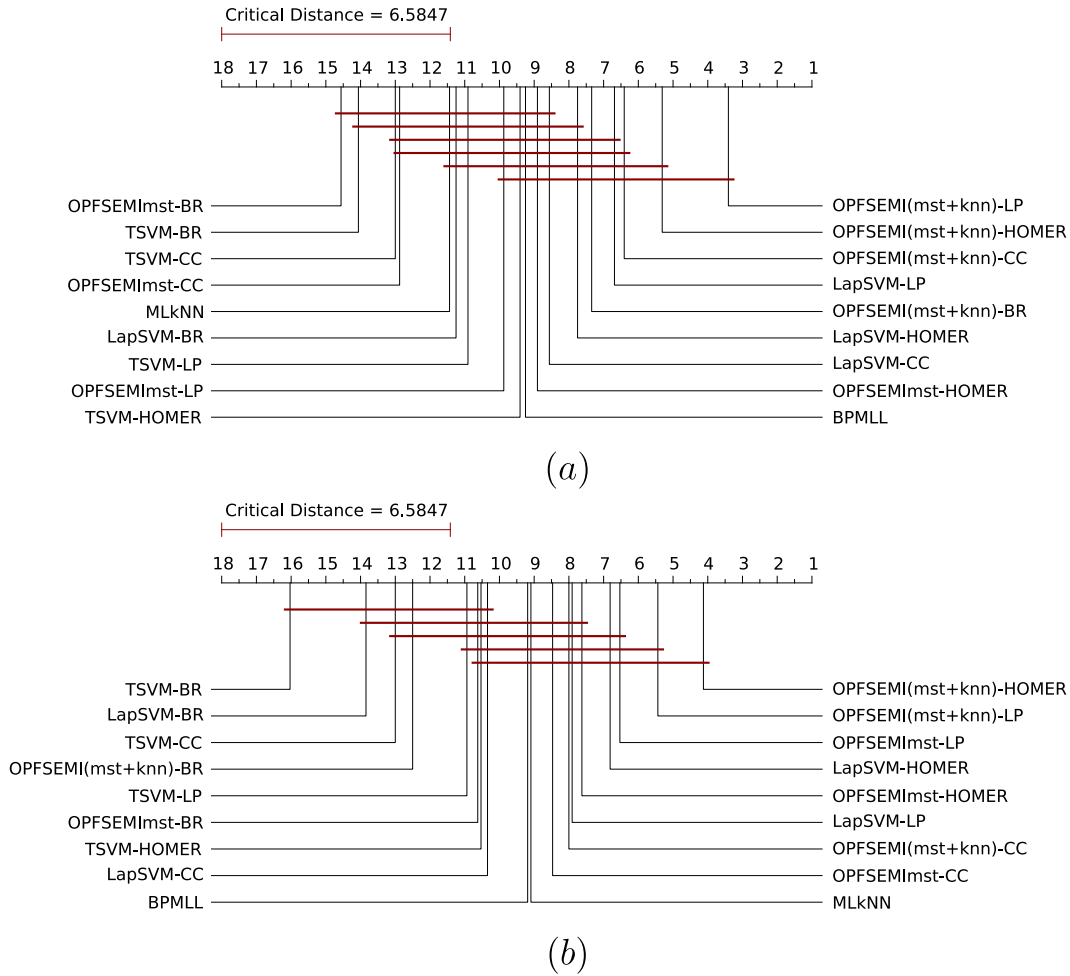 Critical Distance = 6.5847
18 17 16 15 14 13 12 11 10 9 8 7 6 5 4 3 2 1
OPFSEMImst-BR OPFSEMI(mst+knn)-LP
TSVM-BR OPFSEMI(mst+knn)-HOMER
TSVM-CC OPFSEMI(mst+knn)-CC
OPFSEMImst-CC LapSVM-LP
MLkNN OPFSEMI(mst+knn)-BR
LapSVM-BR LapSVM-HOMER
TSVM-LP LapSVM-CC
OPFSEMImst-LP OPFSEMImst-HOMER
TSVM-HOMER BPMLL
(a)
Critical Distance = 6.5847
18 17 16 15 14 13 12 11 10 9 8 7 6 5 4 3 2 1
TSVM-BR OPFSEMI(mst+knn)-HOMER
LapSVM-BR OPFSEMI(mst+knn)-LP
TSVM-CC OPFSEMImst-LP
OPFSEMI(mst+knn)-BR LapSVM-HOMER
TSVM-LP OPFSEMImst-HOMER
OPFSEMImst-BR LapSVM-LP
TSVM-HOMER OPFSEMI(mst+knn)-CC
LapSVM-CC OPFSEMImst-CC
BPMLL MLkNN
(b)